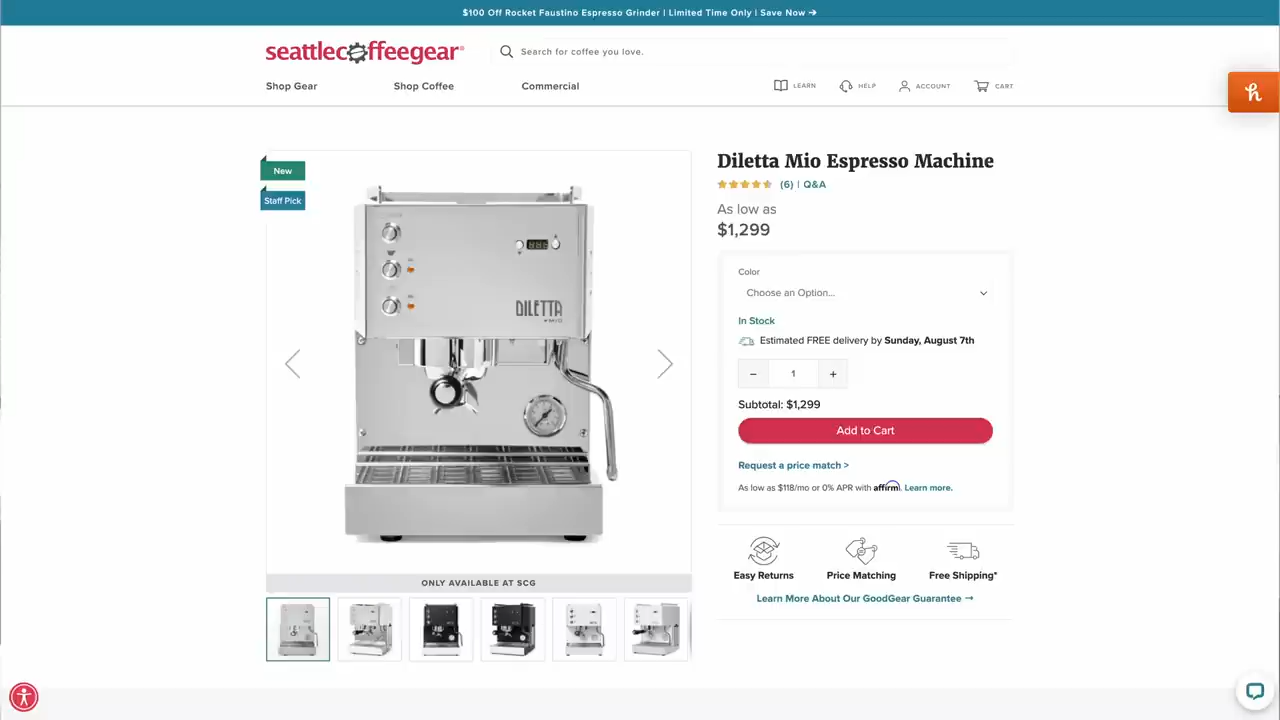 $100 Off Rocket Faustino Espresso Grinder | Limited Time Only | Save Now →
seattlecoffeegear®
Search for coffee you love.
Shop Gear
Shop Coffee
Commercial
LEARN
HELP
ACCOUNT
CART
New
Staff Pick
DILETTA
MIO
ONLY AVAILABLE AT SCG
Diletta Mio Espresso Machine
(6) | Q&A
As low as
$1,299
Color
Choose an Option...
In Stock
Estimated FREE delivery by Sunday, August 7th
− 1 +
Subtotal: $1,299
Add to Cart
Request a price match >
As low as $118/mo or 0% APR with affirm. Learn more.
Easy Returns
Price Matching
Free Shipping*
Learn More About Our GoodGear Guarantee →